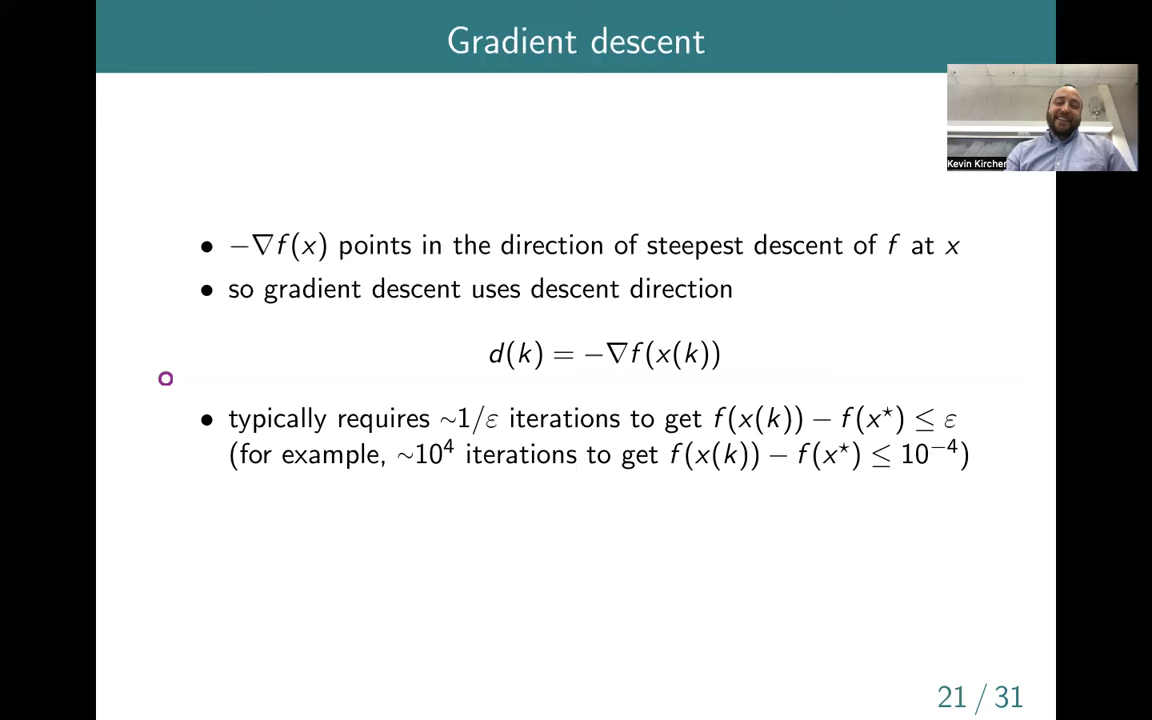 Gradient descent
Kevin Kircher
• −∇f(x) points in the direction of steepest descent of f at x
• so gradient descent uses descent direction
d(k) = −∇f(x(k))
• typically requires ~1/ε iterations to get f(x(k)) − f(x⋆) ≤ ε
(for example, ~10⁴ iterations to get f(x(k)) − f(x⋆) ≤ 10⁻⁴)
21 / 31